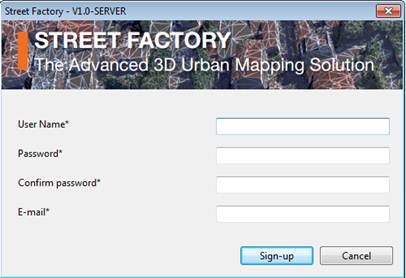 Street Factory - V1.0-SERVER
STREET FACTORY
The Advanced 3D Urban Mapping Solution
User Name*
Password*
Confirm password*
E-mail*
Sign-up
Cancel